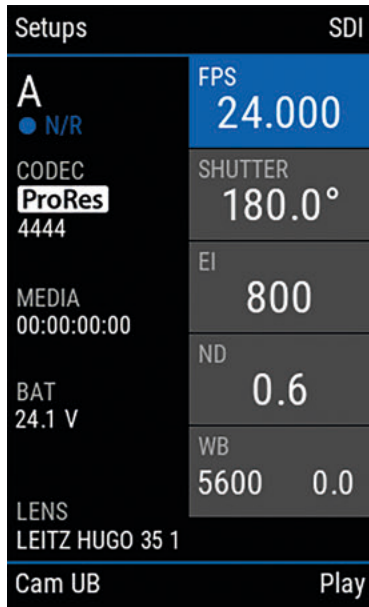 Setups SDI
A
N/R
CODEC
ProRes
4444
MEDIA
00:00:00:00
BAT
24.1 V
LENS
LEITZ HUGO 35 1
FPS
24.000
SHUTTER
180.0°
EI
800
ND
0.6
WB
5600 0.0
Cam UB Play